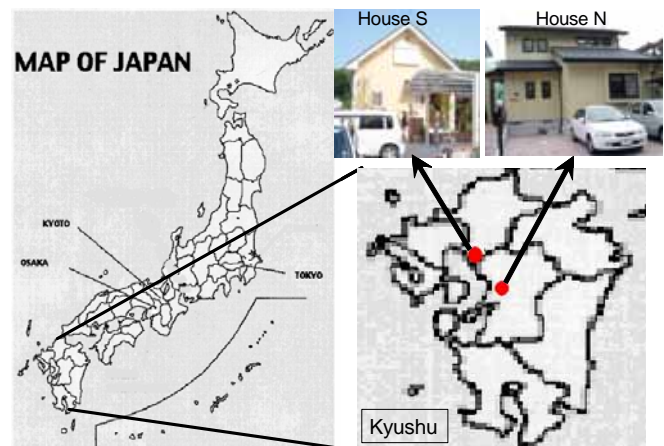 House S
House N
MAP OF JAPAN
KYOTO
OSAKA
TOKYO
Kyushu